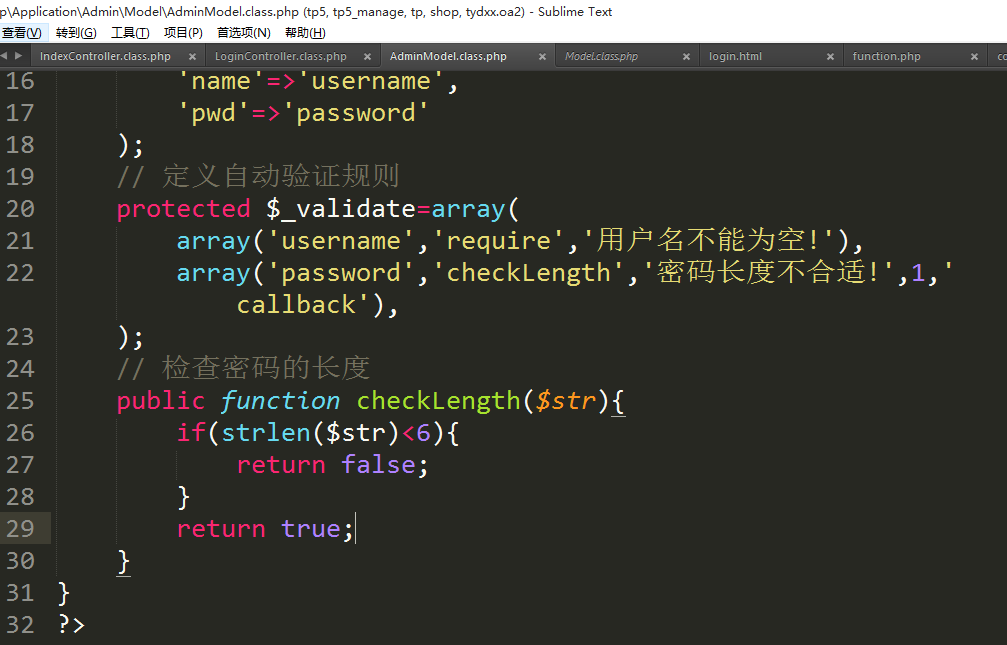 p\Application\Admin\Model\AdminModel.class.php (tp5, tp5_manage, tp, shop, tydxx.oa2) - Sublime Text
查看(V) 转到(G) 工具(T) 项目(P) 首选项(N) 帮助(H)
IndexController.class.php × LoginController.class.php × AdminModel.class.php × Model.class.php × login.html × function.php × co
16 'name'=>'username',
17 'pwd'=>'password'
18 );
19 // 定义自动验证规则
20 protected $_validate=array(
21 array('username','require','用户名不能为空!'),
22 array('password','checkLength','密码长度不合适!',1,'
callback'),
23 );
24 // 检查密码的长度
25 public function checkLength($str){
26 if(strlen($str)<6){
27 return false;
28 }
29 return true;
30 }
31 }
32 ?>